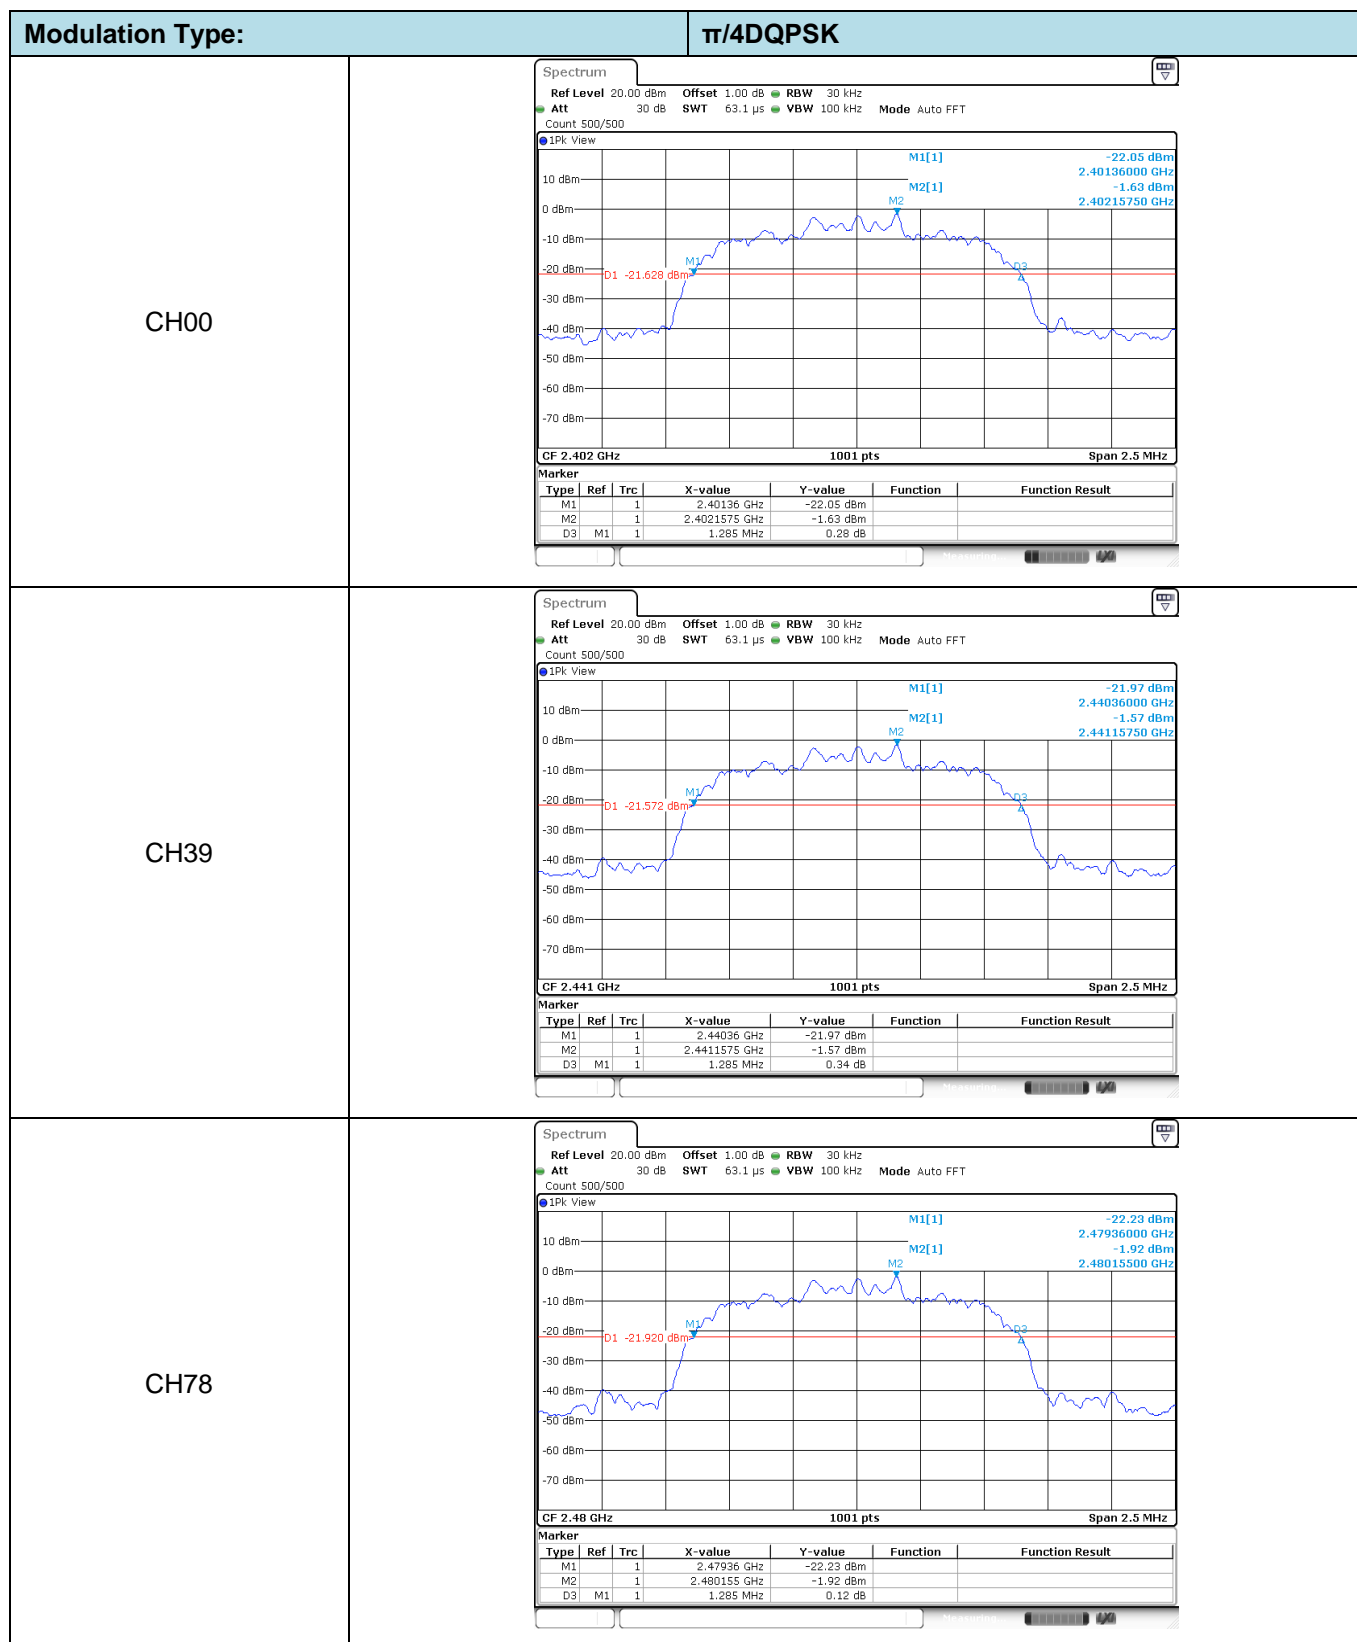 Modulation Type: π/4DQPSK
CH00
Spectrum
Ref Level 20.00 dBm Offset 1.00 dB RBW 30 kHz
Att 30 dB SWT 63.1 µs VBW 100 kHz Mode Auto FFT
Count 500/500
1Pk View
M1[1] -22.05 dBm
2.40136000 GHz
10 dBm
M2[1] -1.63 dBm
M2 2.40215750 GHz
0 dBm
-10 dBm
M1
-20 dBm D3
D1 -21.628 dBm
-30 dBm
-40 dBm
-50 dBm
-60 dBm
-70 dBm
CF 2.402 GHz 1001 pts Span 2.5 MHz
Marker
Type Ref Trc X-value Y-value Function Function Result
M1 1 2.40136 GHz -22.05 dBm
M2 1 2.4021575 GHz -1.63 dBm
D3 M1 1 1.285 MHz 0.28 dB
Measuring...
CH39
Spectrum
Ref Level 20.00 dBm Offset 1.00 dB RBW 30 kHz
Att 30 dB SWT 63.1 µs VBW 100 kHz Mode Auto FFT
Count 500/500
1Pk View
M1[1] -21.97 dBm
2.44036000 GHz
10 dBm
M2[1] -1.57 dBm
M2 2.44115750 GHz
0 dBm
-10 dBm
M1
-20 dBm D3
D1 -21.572 dBm
-30 dBm
-40 dBm
-50 dBm
-60 dBm
-70 dBm
CF 2.441 GHz 1001 pts Span 2.5 MHz
Marker
Type Ref Trc X-value Y-value Function Function Result
M1 1 2.44036 GHz -21.97 dBm
M2 1 2.4411575 GHz -1.57 dBm
D3 M1 1 1.285 MHz 0.34 dB
Measuring...
CH78
Spectrum
Ref Level 20.00 dBm Offset 1.00 dB RBW 30 kHz
Att 30 dB SWT 63.1 µs VBW 100 kHz Mode Auto FFT
Count 500/500
1Pk View
M1[1] -22.23 dBm
2.47936000 GHz
10 dBm
M2[1] -1.92 dBm
M2 2.48015500 GHz
0 dBm
-10 dBm
M1
-20 dBm D3
D1 -21.920 dBm
-30 dBm
-40 dBm
-50 dBm
-60 dBm
-70 dBm
CF 2.48 GHz 1001 pts Span 2.5 MHz
Marker
Type Ref Trc X-value Y-value Function Function Result
M1 1 2.47936 GHz -22.23 dBm
M2 1 2.480155 GHz -1.92 dBm
D3 M1 1 1.285 MHz 0.12 dB
Measuring...